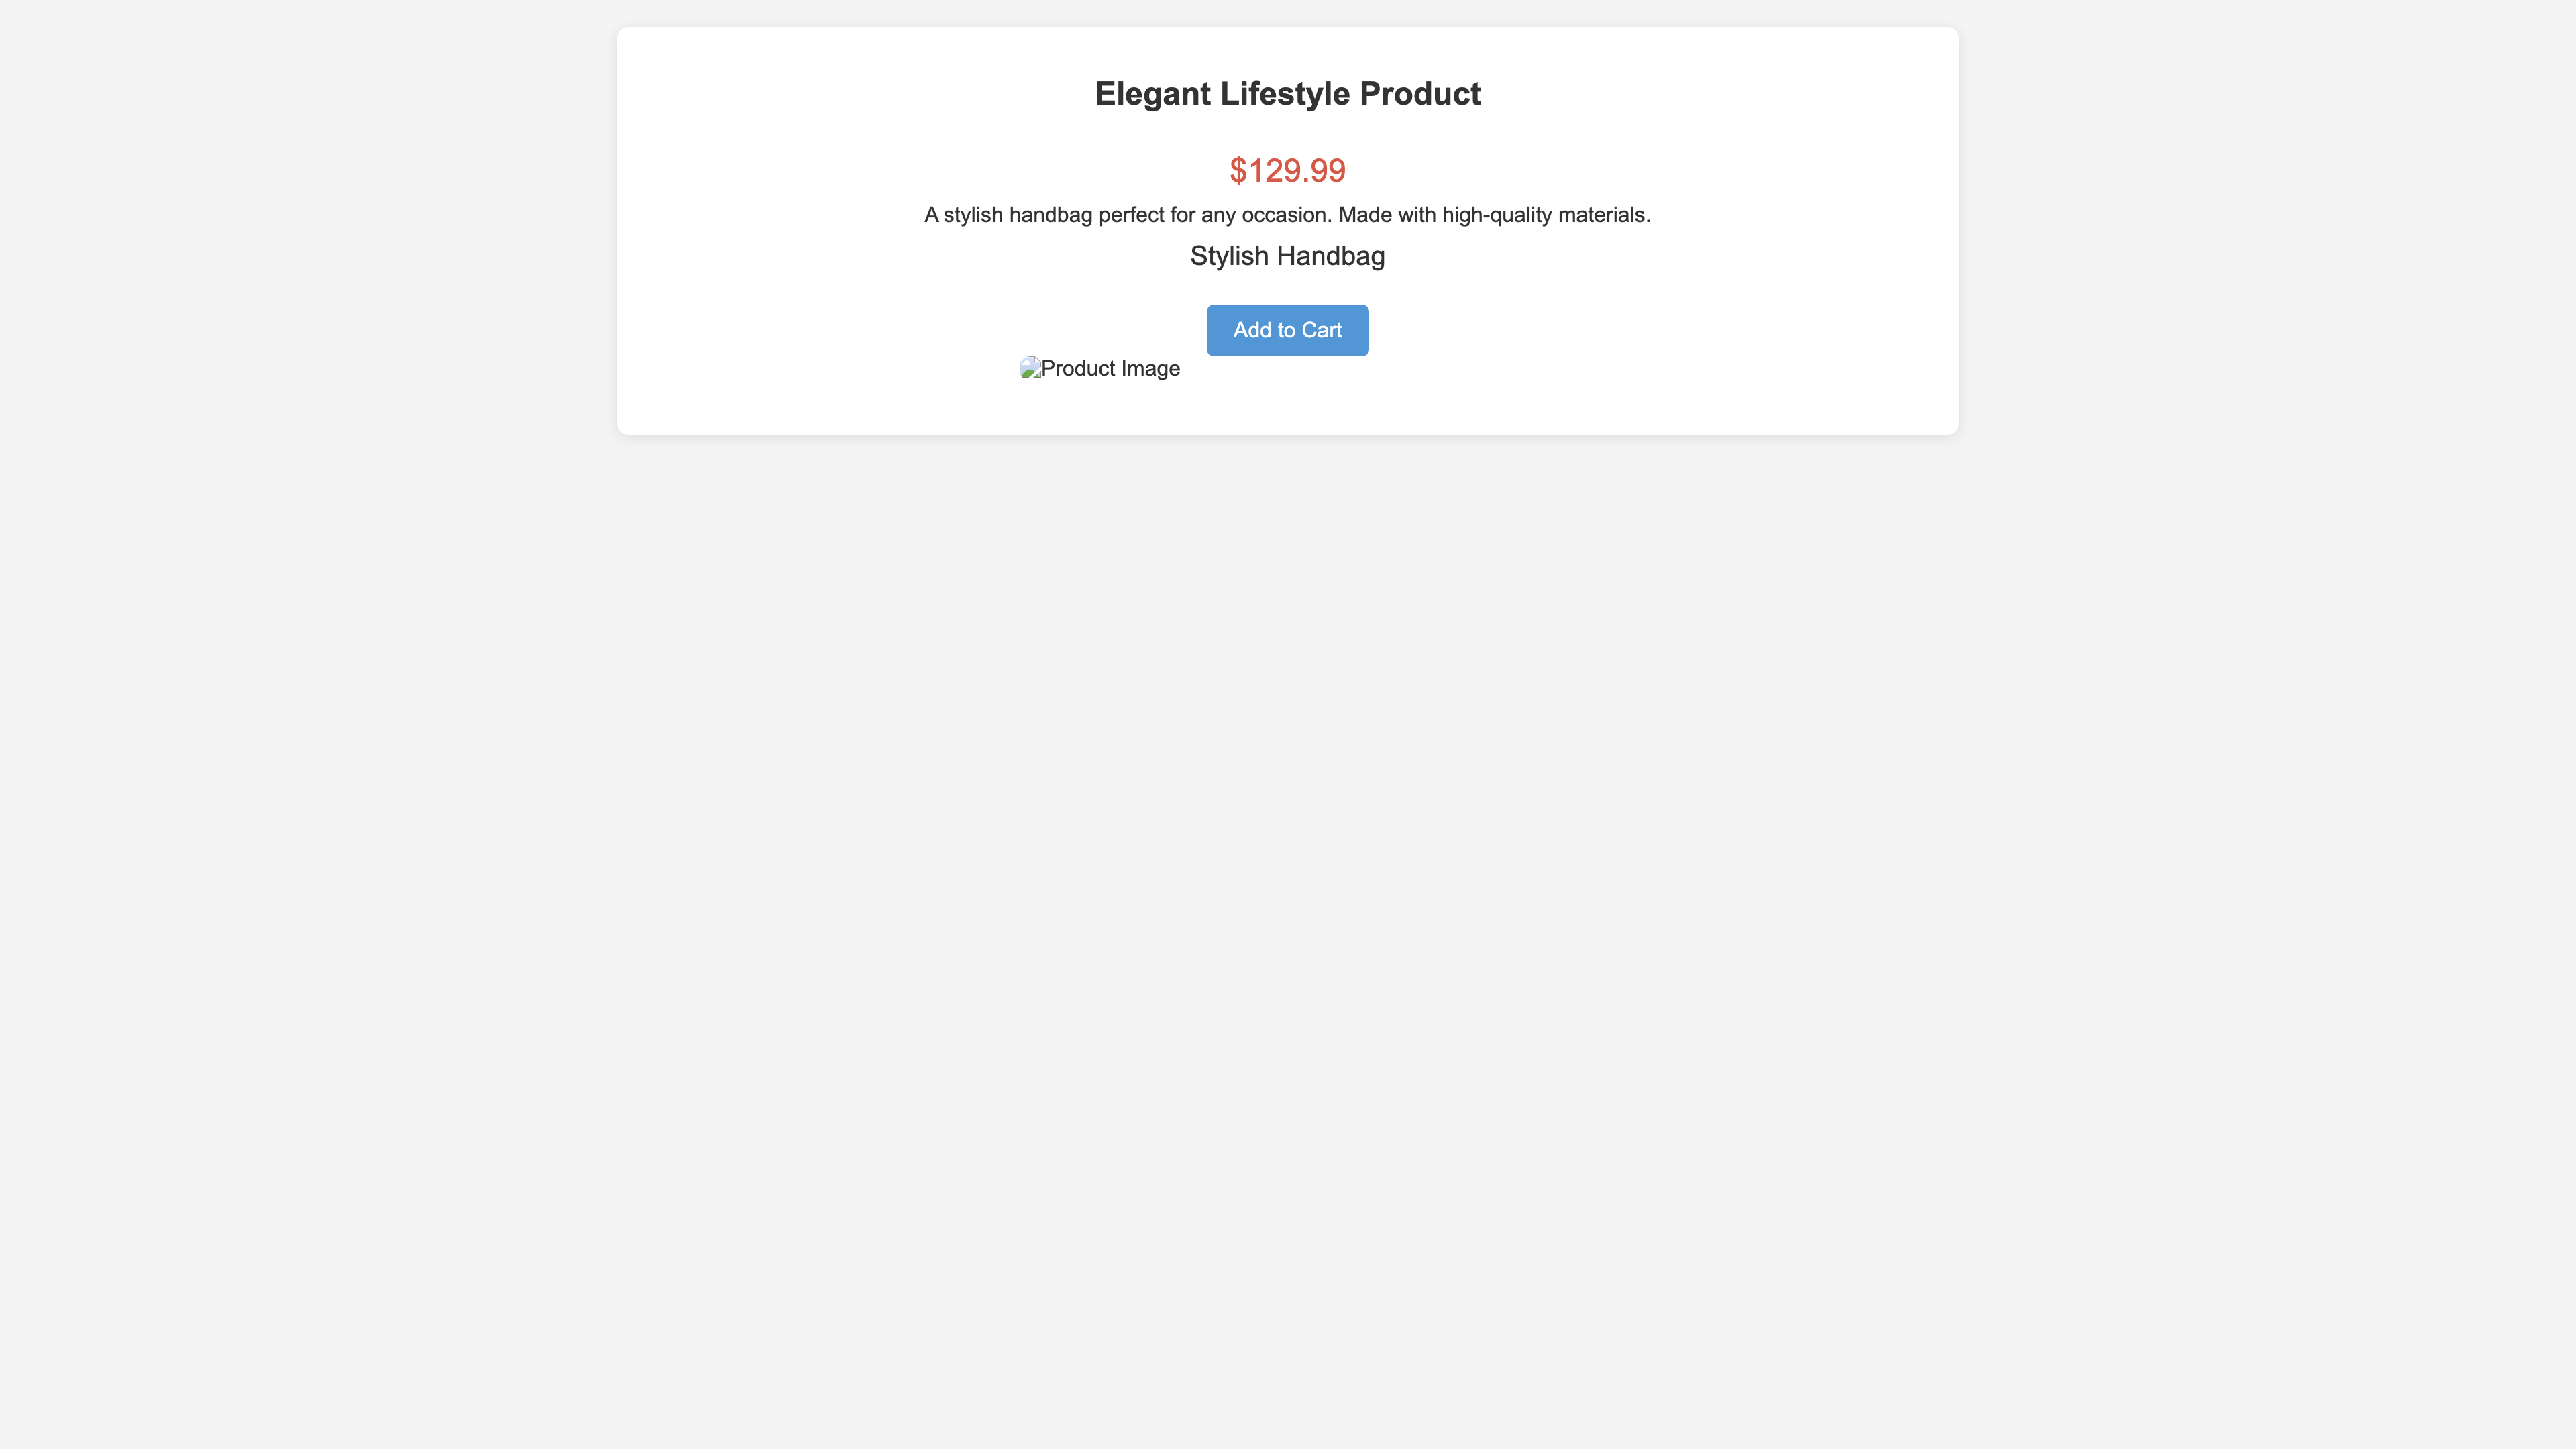 Elegant Lifestyle Product
$129.99
A stylish handbag perfect for any occasion. Made with high-quality materials.
Stylish Handbag
Add to Cart
Product Image